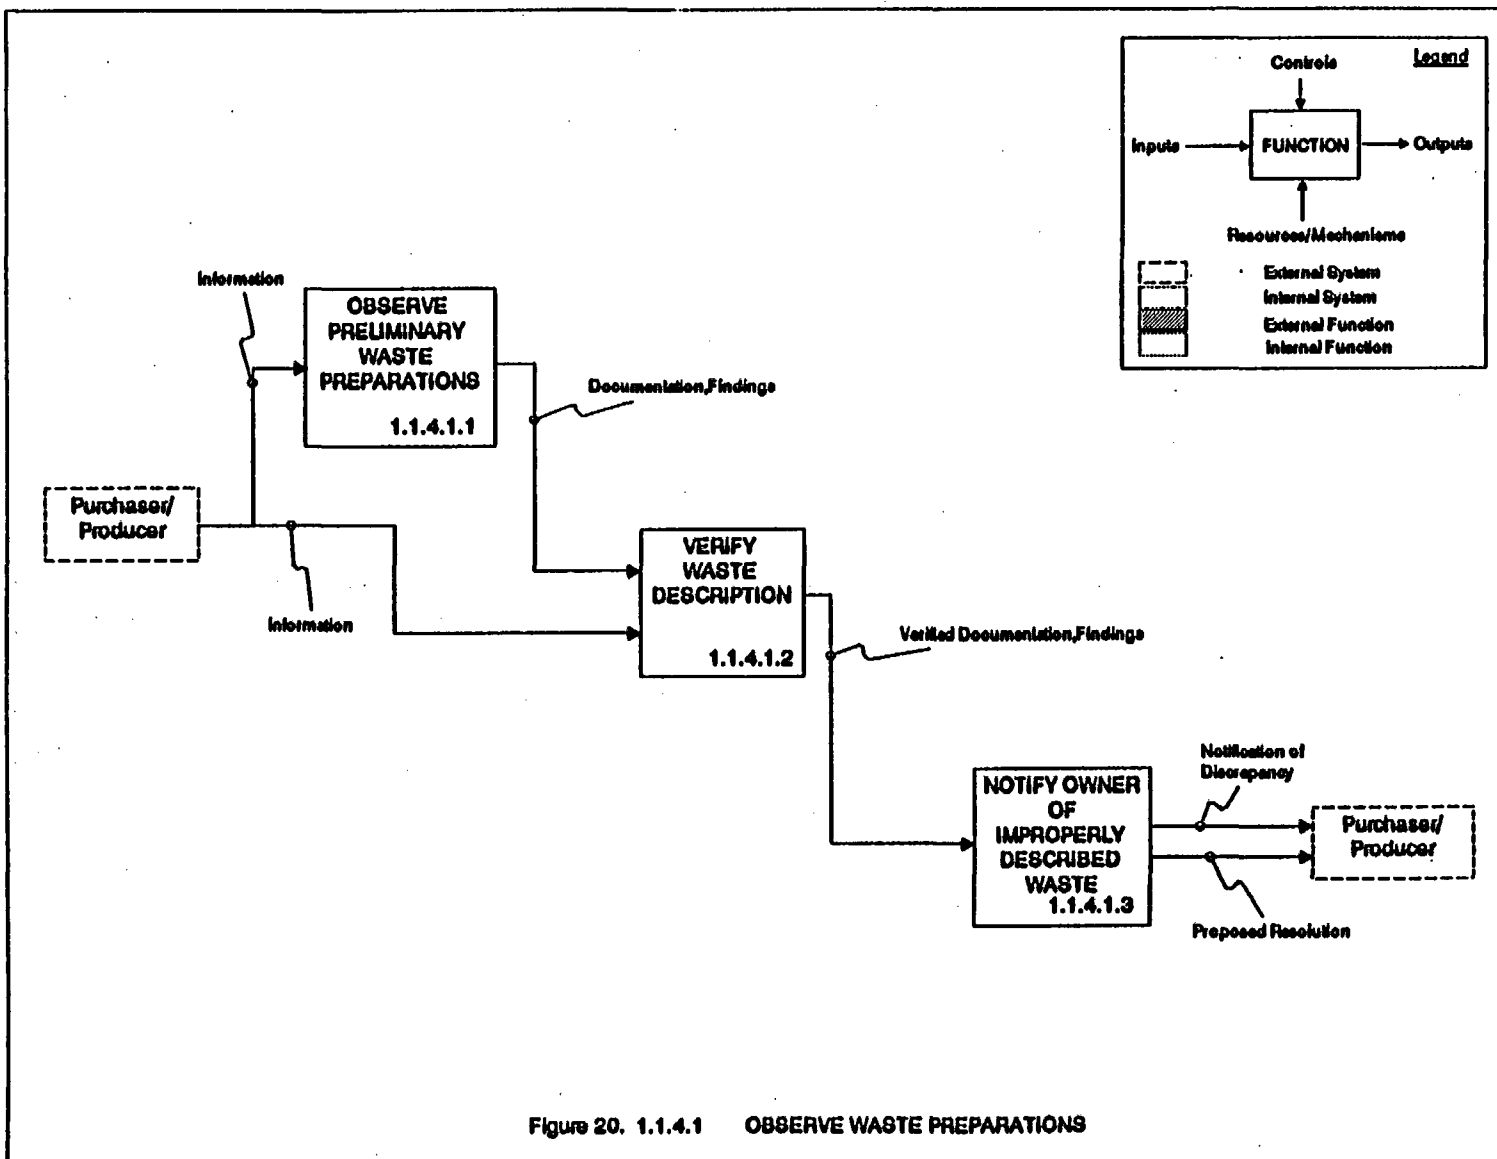 Legend
Controls
Inputs
FUNCTION
Outputs
Resources/Mechanisms
External System
Internal System
External Function
Internal Function
Information
OBSERVE
PRELIMINARY
WASTE
PREPARATIONS
1.1.4.1.1
Documentation,Findings
Purchaser/
Producer
Information
VERIFY
WASTE
DESCRIPTION
1.1.4.1.2
Verified Documentation,Findings
NOTIFY OWNER
OF
IMPROPERLY
DESCRIBED
WASTE
1.1.4.1.3
Notification of
Discrepancy
Purchaser/
Producer
Proposed Resolution
Figure 20. 1.1.4.1 OBSERVE WASTE PREPARATIONS